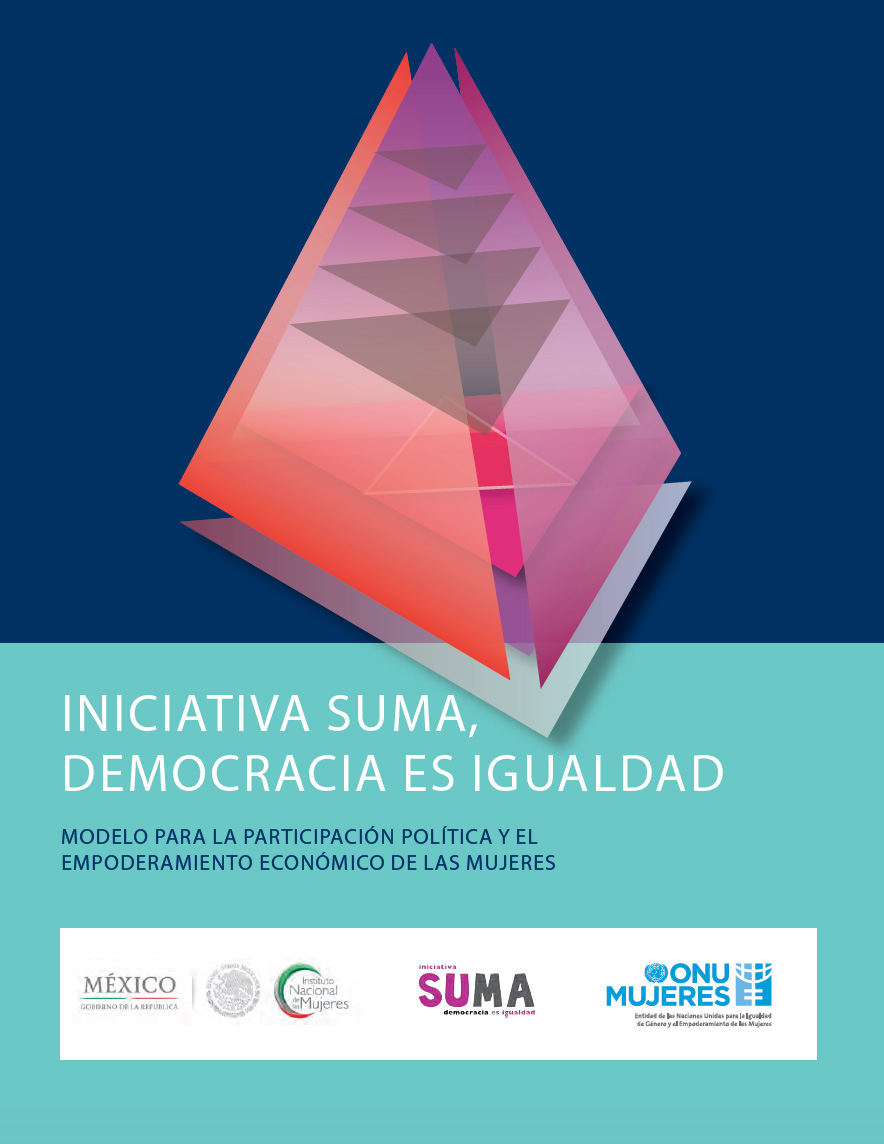 INICIATIVA SUMA,
DEMOCRACIA ES IGUALDAD
MODELO PARA LA PARTICIPACIÓN POLÍTICA Y EL
EMPODERAMIENTO ECONÓMICO DE LAS MUJERES
MÉXICO
GOBIERNO DE LA REPÚBLICA
Instituto
Nacional
de las
Mujeres
iniciativa
SUMA
democracia es igualdad
ONU
MUJERES
Entidad de las Naciones Unidas para la Igualdad
de Género y el Empoderamiento de las Mujeres